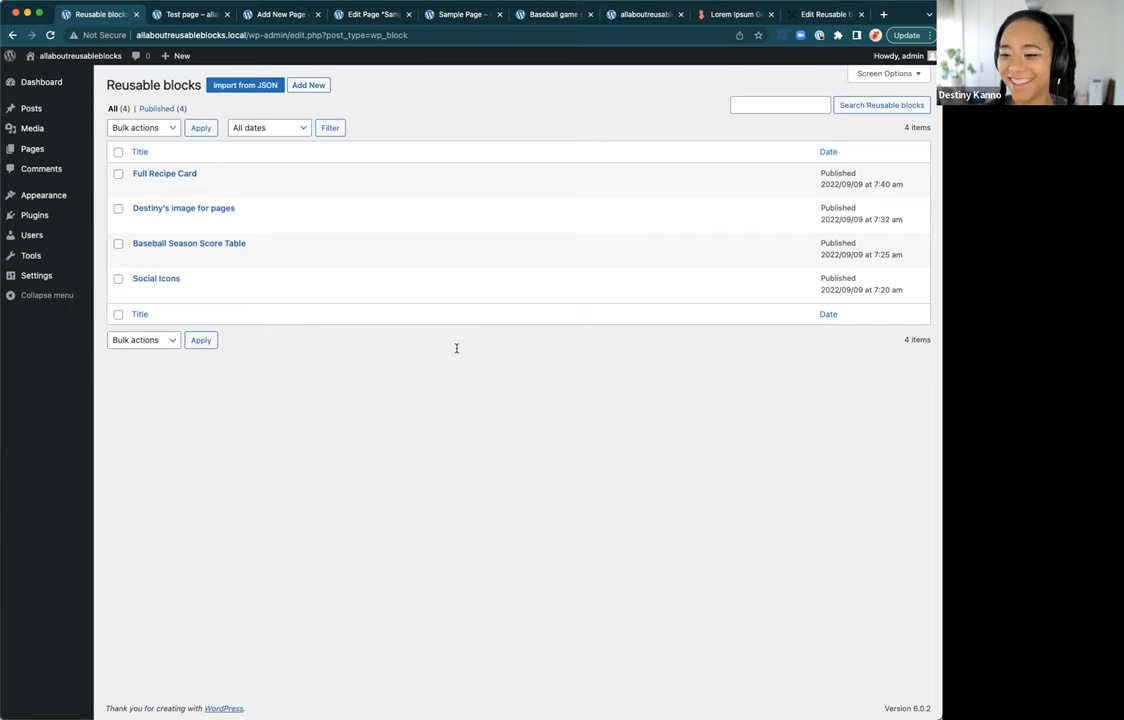 Reusable blocks
Test page – alla
Add New Page
Edit Page "Sam
Sample Page –
Baseball game s
allaboutreusabl
Lorem Ipsum G
Edit Reusable b
Not Secure
allaboutreusableblocks.local/wp-admin/edit.php?post_type=wp_block
Update
allaboutreusableblocks
0
New
Howdy, admin
Dashboard
Posts
Media
Pages
Comments
Appearance
Plugins
Users
Tools
Settings
Collapse menu
Screen Options
Reusable blocks
Import from JSON
Add New
All (4) | Published (4)
Search Reusable blocks
Bulk actions
Apply
All dates
Filter
4 items
Title
Date
Full Recipe Card
Published
2022/09/09 at 7:40 am
Destiny's image for pages
Published
2022/09/09 at 7:32 am
Baseball Season Score Table
Published
2022/09/09 at 7:25 am
Social Icons
Published
2022/09/09 at 7:20 am
Title
Date
Bulk actions
Apply
4 items
Thank you for creating with WordPress.
Version 6.0.2
Destiny Kanno